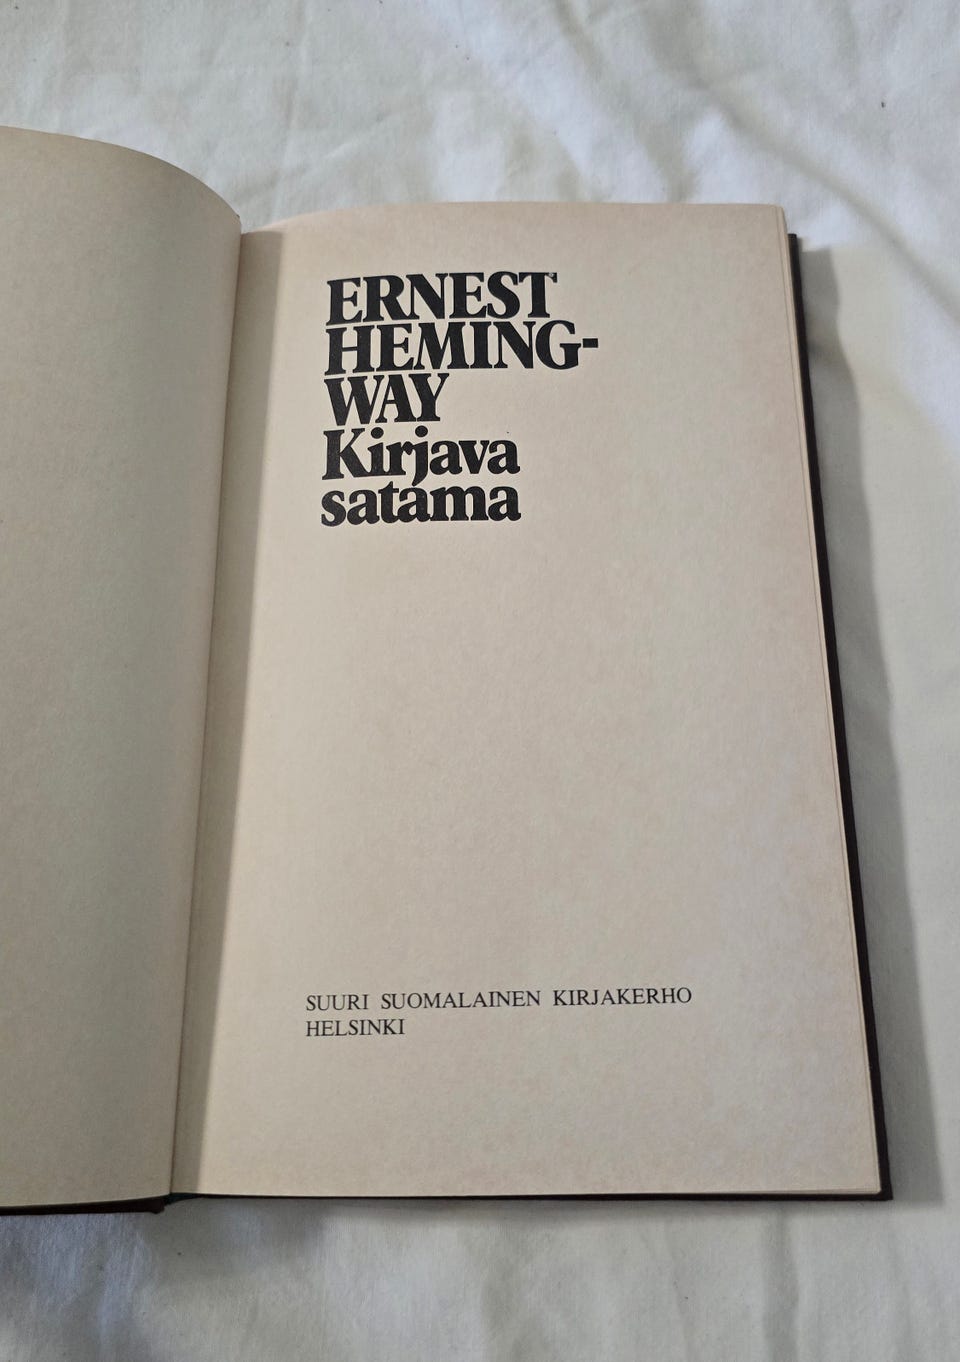 ERNEST
HEMING-
WAY
Kirjava
satama
SUURI SUOMALAINEN KIRJAKERHO
HELSINKI